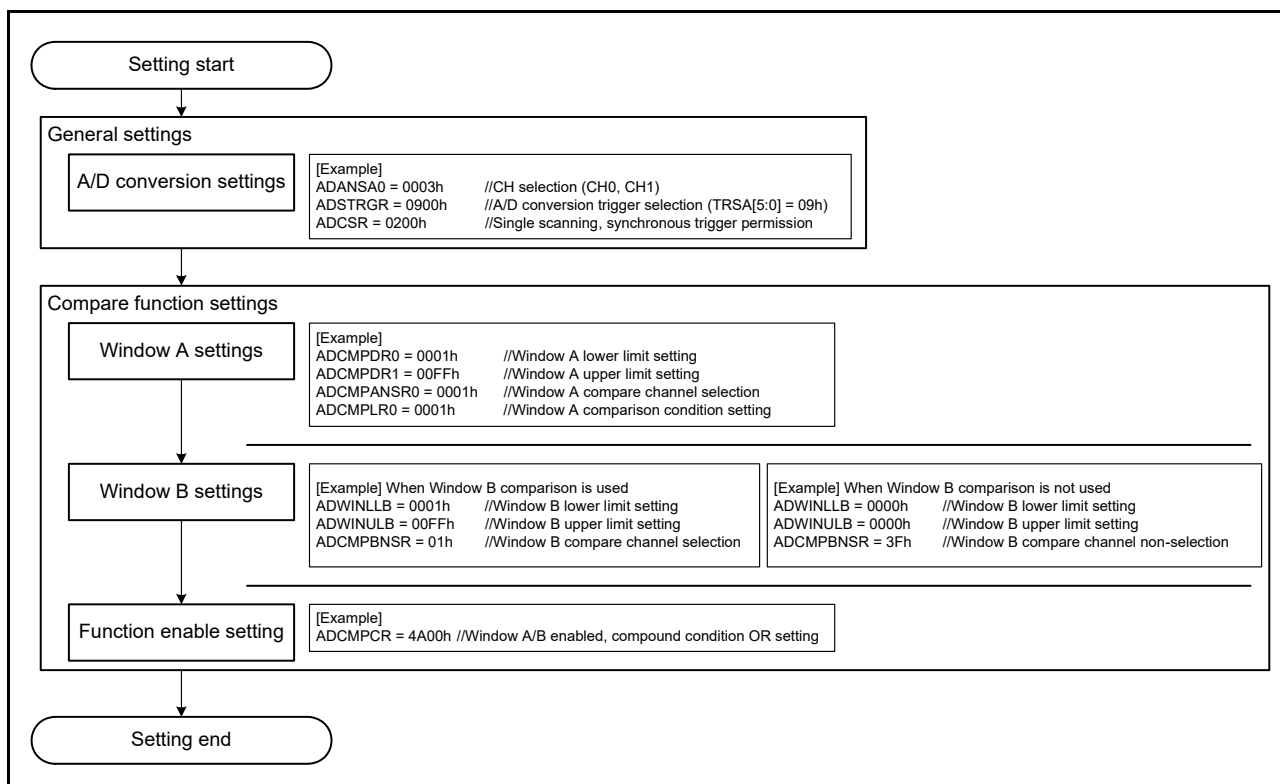 Setting start
General settings
A/D conversion settings
[Example]
ADANSA0 = 0003h //CH selection (CH0, CH1)
ADSTRGR = 0900h //A/D conversion trigger selection (TRSA[5:0] = 09h)
ADCSR = 0200h //Single scanning, synchronous trigger permission
Compare function settings
Window A settings
[Example]
ADCMPDR0 = 0001h //Window A lower limit setting
ADCMPDR1 = 00FFh //Window A upper limit setting
ADCMPANSR0 = 0001h //Window A compare channel selection
ADCMPLR0 = 0001h //Window A comparison condition setting
Window B settings
[Example] When Window B comparison is used
ADWINLLB = 0001h //Window B lower limit setting
ADWINULB = 00FFh //Window B upper limit setting
ADCMPBNSR = 01h //Window B compare channel selection
[Example] When Window B comparison is not used
ADWINLLB = 0000h //Window B lower limit setting
ADWINULB = 0000h //Window B upper limit setting
ADCMPBNSR = 3Fh //Window B compare channel non-selection
Function enable setting
[Example]
ADCMPCR = 4A00h //Window A/B enabled, compound condition OR setting
Setting end